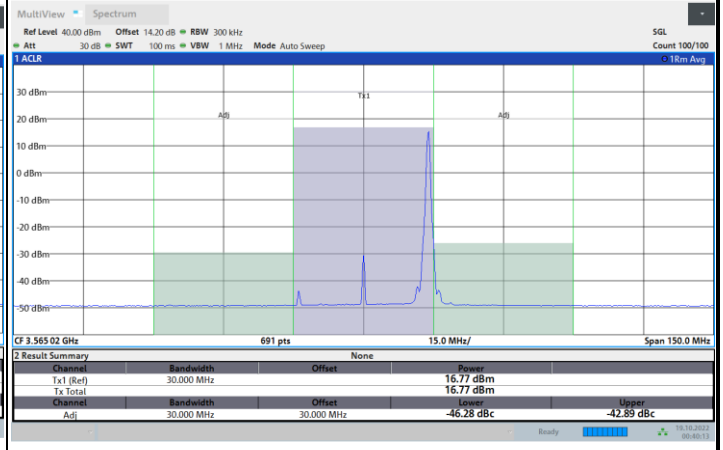 MultiView Spectrum
Ref Level 40.00 dBm Offset 14.20 dB RBW 300 kHz SGL
Att 30 dB SWT 100 ms VBW 1 MHz Mode Auto Sweep Count 100/100
1 ACLR 1Rm Avg
30 dBm
Tx1
20 dBm
Adj Adj
10 dBm
0 dBm
-10 dBm
-20 dBm
-30 dBm
-40 dBm
-50 dBm
CF 3.565 02 GHz 691 pts 15.0 MHz/ Span 150.0 MHz
2 Result Summary None
Channel Bandwidth Offset Power
Tx1 (Ref) 30.000 MHz 16.77 dBm
Tx Total 16.77 dBm
Channel Bandwidth Offset Lower Upper
Adj 30.000 MHz 30.000 MHz -46.28 dBc -42.89 dBc
Ready 19.10.2022
00:40:13